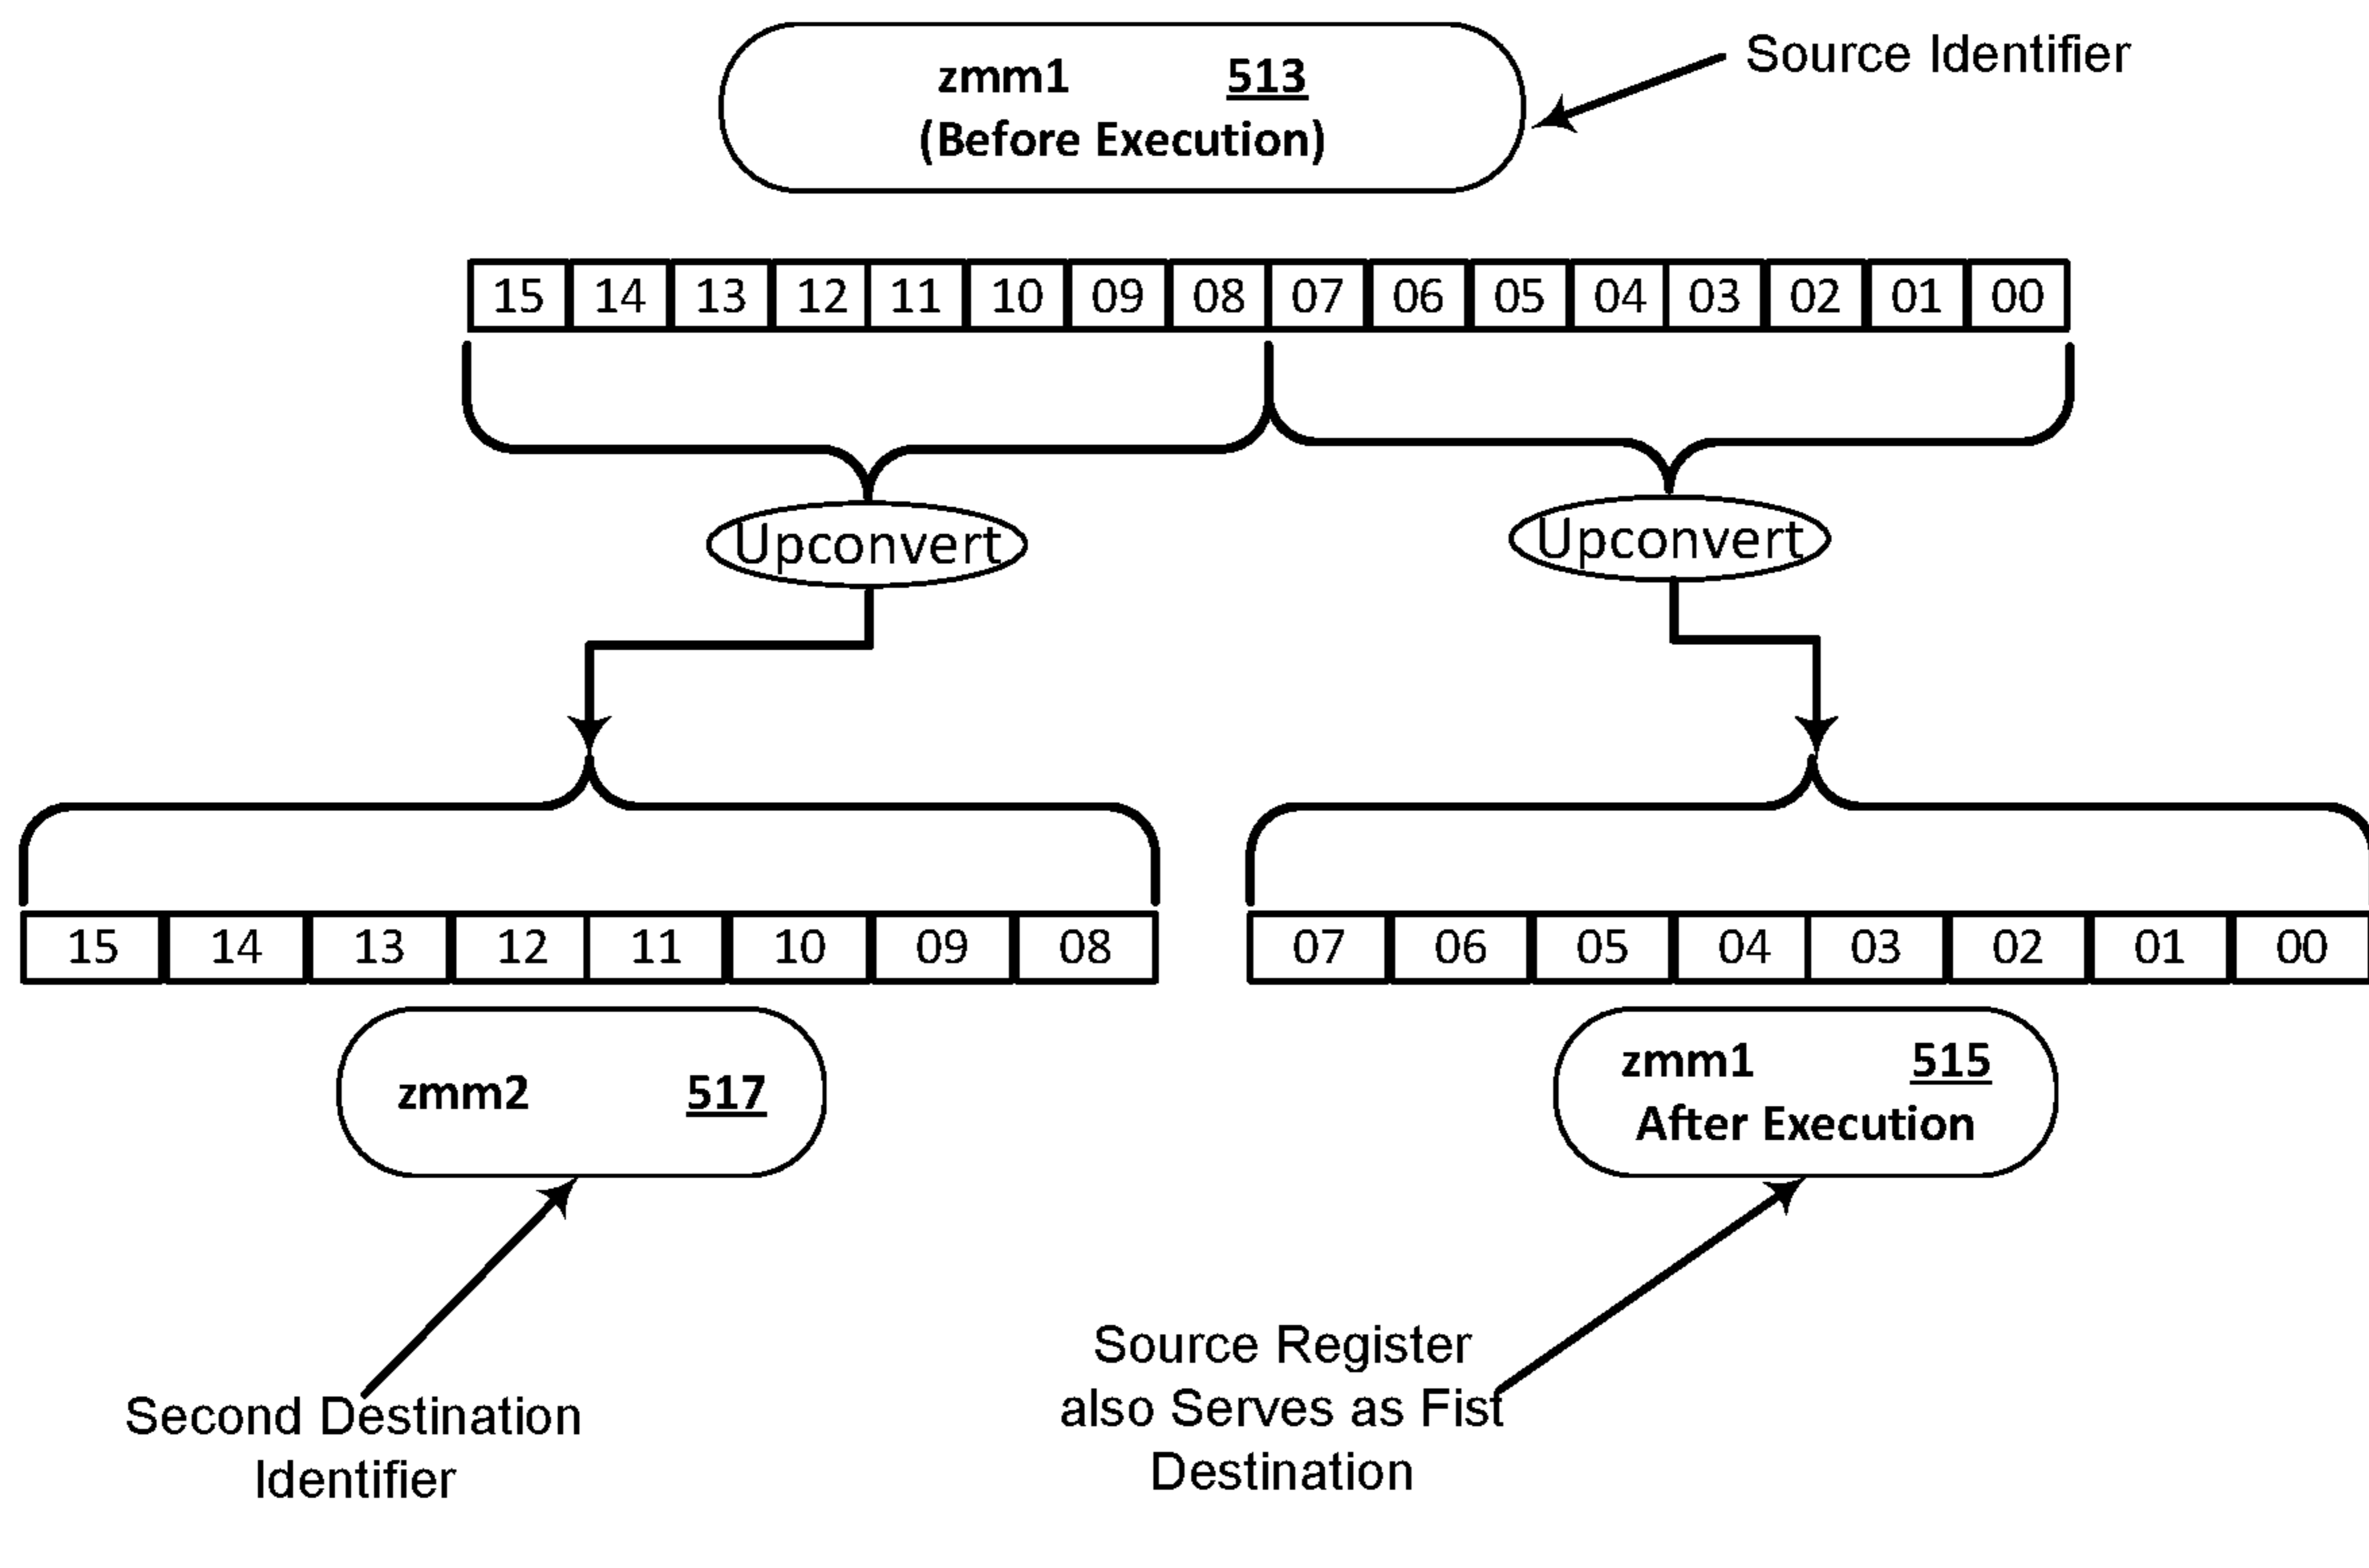 zmm1 513
(Before Execution)
Source Identifier
15 14 13 12 11 10 09 08 07 06 05 04 03 02 01 00
Upconvert
Upconvert
15 14 13 12 11 10 09 08
07 06 05 04 03 02 01 00
zmm2 517
zmm1 515
After Execution
Second Destination
Identifier
Source Register
also Serves as Fist
Destination